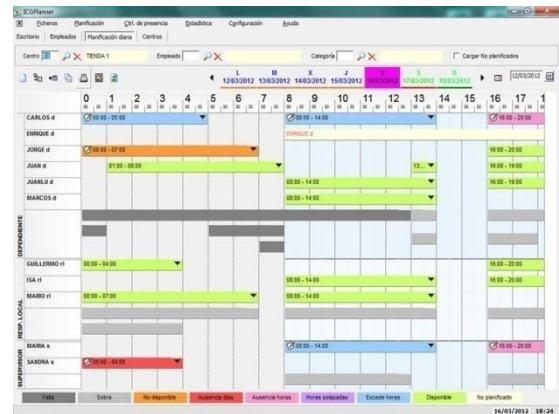 ICGPlanner
Ficheros Planificación Ctrl. de presencia Estadística Configuración Ayuda
Escritorio Empleados Planificación diaria Centros
Centro TIENDA 1 Empleado Categoría Cargar No planificados
L M X J V S D
12/03/2012 13/03/2012 14/03/2012 15/03/2012 16/03/2012 17/03/2012 18/03/2012 12/03/2012
0 1 2 3 4 5 6 7 8 9 10 11 12 13 14 15 16 17
CARLOS d 00:00 - 05:00 08:00 - 14:00 16:00 - 20:00
ENRIQUE d ENRIQUE d
JORGE d 00:00 - 07:00 16:00 - 20:00
JUAN d 01:00 - 08:00 13... 16:00 - 19:00
JUANLU d 08:00 - 14:00 16:00 - 19:00
MARCOS d 08:00 - 14:00
DEPENDIENTE
GUILLERMO rl 00:00 - 04:00 16:00 - 20:00
ISA rl 08:00 - 14:00 16:00 - 20:00
MARIO rl 00:00 - 07:00 08:00 - 14:00
RESP. LOCAL
MARIA s 08:00 - 14:00 16:00 - 20:00
SANDRA s 00:00 - 04:00
SUPERVISOR
Falta Sobra No disponible Ausencia días Ausencia horas Horas solapadas Excede horas Disponible No planificado
16/03/2012 18:24